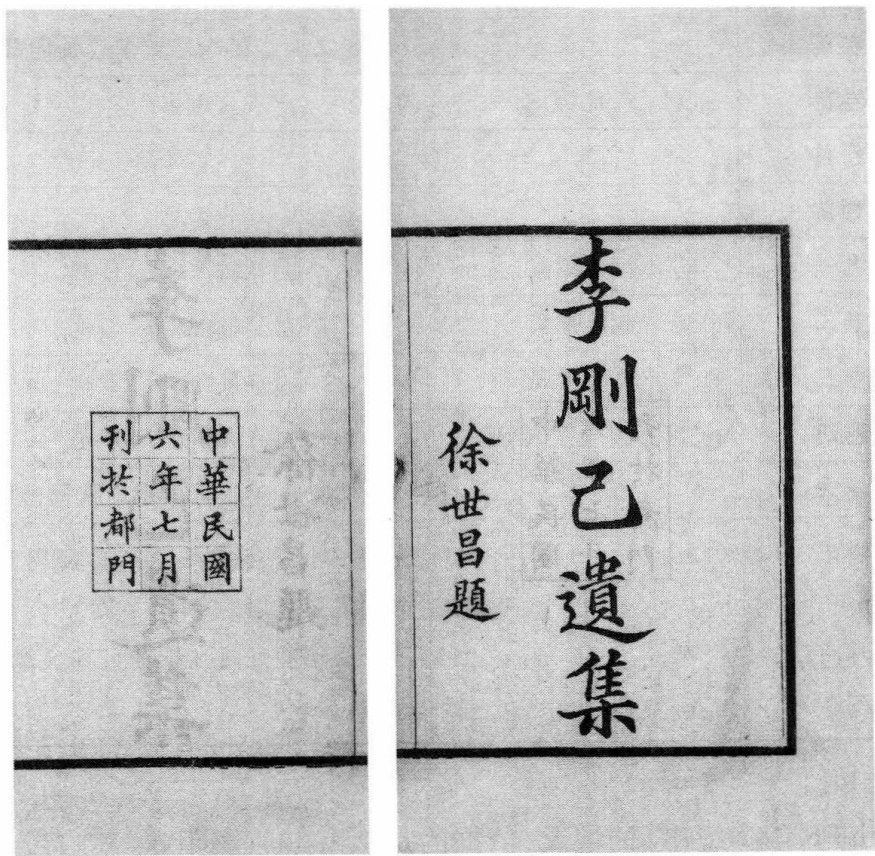 李剛己遺集
徐世昌題
中華民國
六年七月
刊於都門